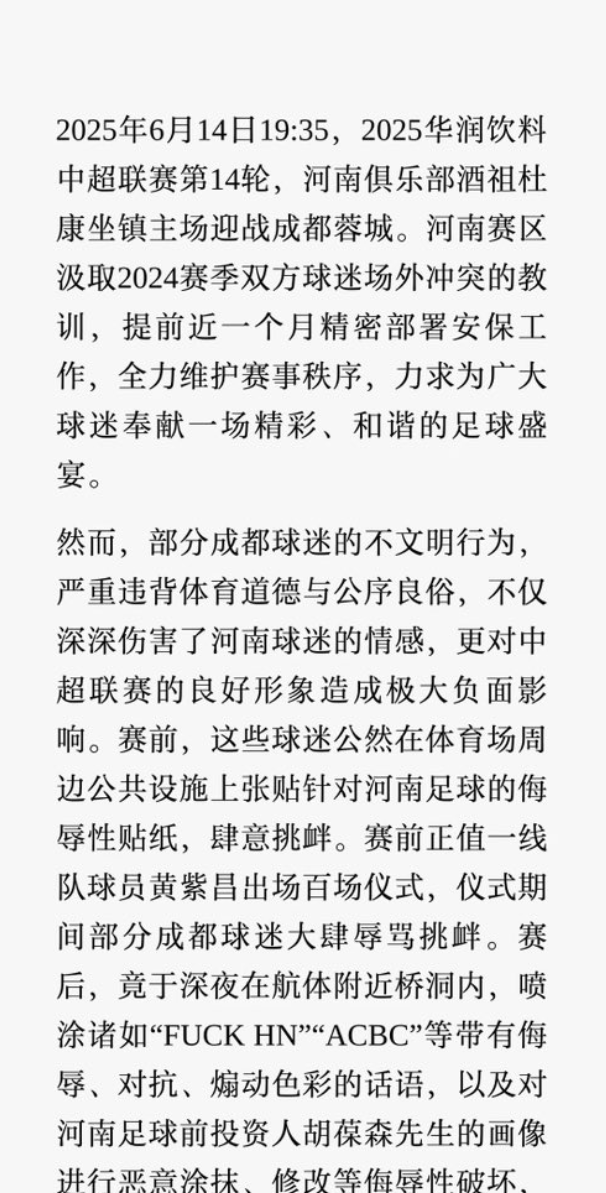 2025年6月14日19:35，2025华润饮料
中超联赛第14轮，河南俱乐部酒祖杜
康坐镇主场迎战成都蓉城。河南赛区
汲取2024赛季双方球迷场外冲突的教
训，提前近一个月精密部署安保工
作，全力维护赛事秩序，力求为广大
球迷奉献一场精彩、和谐的足球盛
宴。
然而，部分成都球迷的不文明行为，
严重违背体育道德与公序良俗，不仅
深深伤害了河南球迷的情感，更对中
超联赛的良好形象造成极大负面影
响。赛前，这些球迷公然在体育场周
边公共设施上张贴针对河南足球的侮
辱性贴纸，肆意挑衅。赛前正值一线
队球员黄紫昌出场百场仪式，仪式期
间部分成都球迷大肆辱骂挑衅。赛
后，竟于深夜在航体附近桥洞内，喷
涂诸如“FUCK HN”“ACBC”等带有侮
辱、对抗、煽动色彩的话语，以及对
河南足球前投资人胡葆森先生的画像
进行恶意涂抹、修改等侮辱性破坏，